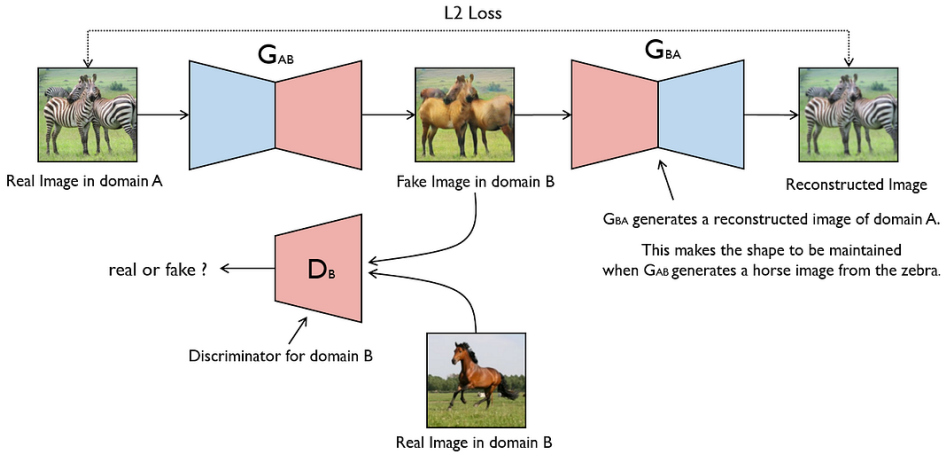 L2 Loss
GAB
GBA
Real Image in domain A
Fake Image in domain B
Reconstructed Image
GBA generates a reconstructed image of domain A.
This makes the shape to be maintained
when GAB generates a horse image from the zebra.
real or fake ?
DB
Discriminator for domain B
Real Image in domain B